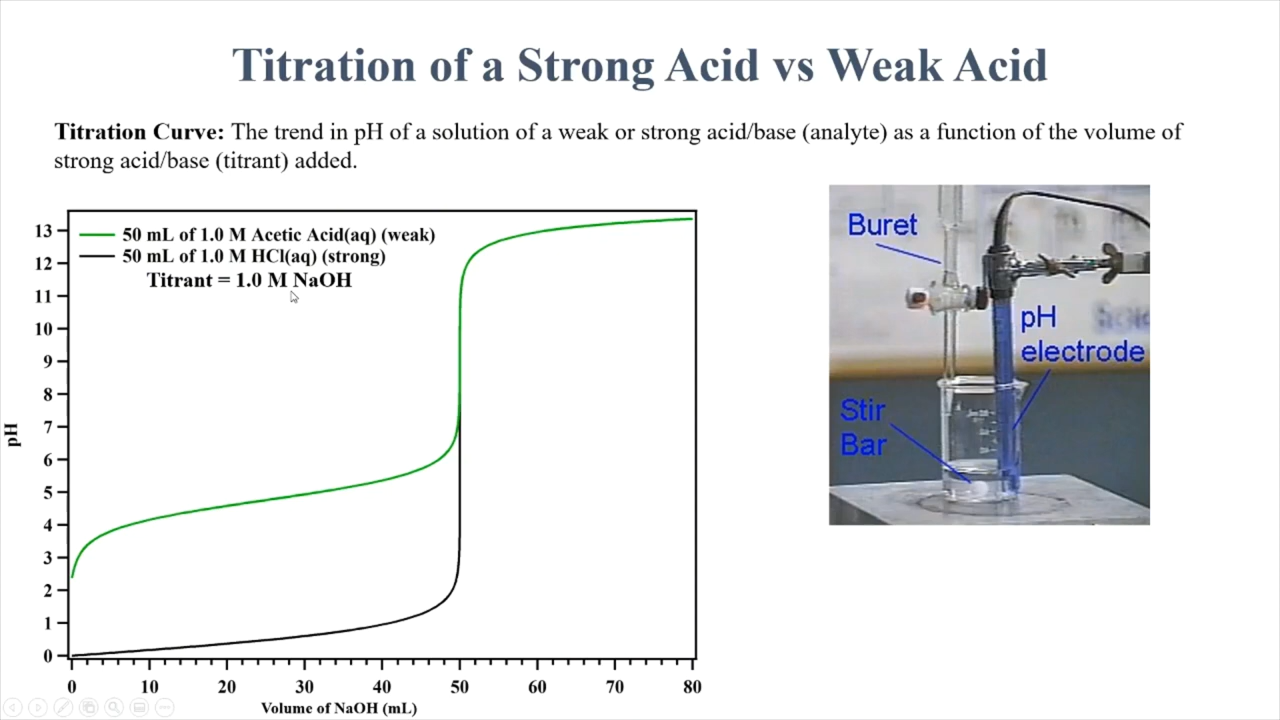 Titration of a Strong Acid vs Weak Acid
Titration Curve: The trend in pH of a solution of a weak or strong acid/base (analyte) as a function of the volume of
strong acid/base (titrant) added.
50 mL of 1.0 M Acetic Acid(aq) (weak)
50 mL of 1.0 M HCl(aq) (strong)
Titrant = 1.0 M NaOH
13
12
11
10
9
8
7
6
5
4
3
2
1
0
pH
0 10 20 30 40 50 60 70 80
Volume of NaOH (mL)
Buret
pH
electrode
Stir
Bar